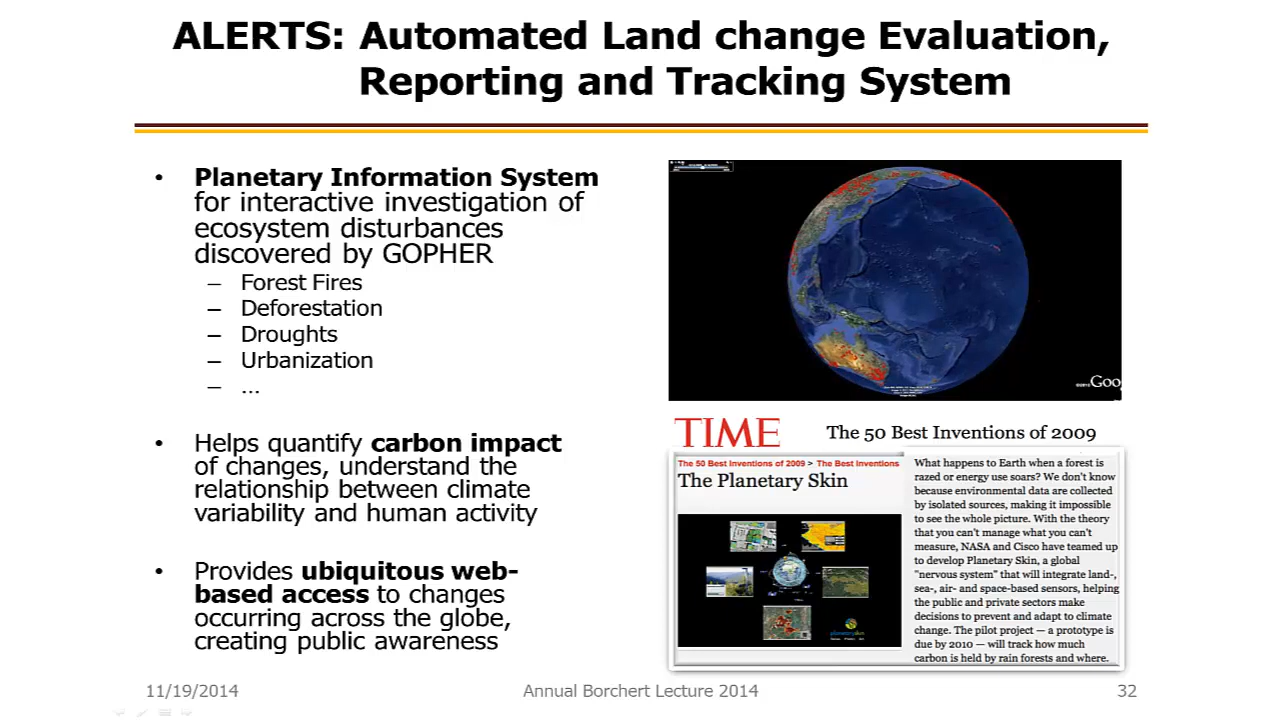 ALERTS: Automated Land change Evaluation,
Reporting and Tracking System
• Planetary Information System
for interactive investigation of
ecosystem disturbances
discovered by GOPHER
– Forest Fires
– Deforestation
– Droughts
– Urbanization
– ...
• Helps quantify carbon impact
of changes, understand the
relationship between climate
variability and human activity
• Provides ubiquitous web-
based access to changes
occurring across the globe,
creating public awareness
Goo
TIME The 50 Best Inventions of 2009
The 50 Best Inventions of 2009 > The Best Inventions
The Planetary Skin
planetaryskin
What happens to Earth when a forest is
razed or energy use soars? We don't know
because environmental data are collected
by isolated sources, making it impossible
to see the whole picture. With the theory
that you can't manage what you can't
measure, NASA and Cisco have teamed up
to develop Planetary Skin, a global
"nervous system" that will integrate land-,
sea-, air- and space-based sensors, helping
the public and private sectors make
decisions to prevent and adapt to climate
change. The pilot project — a prototype is
due by 2010 — will track how much
carbon is held by rain forests and where.
11/19/2014 Annual Borchert Lecture 2014 32